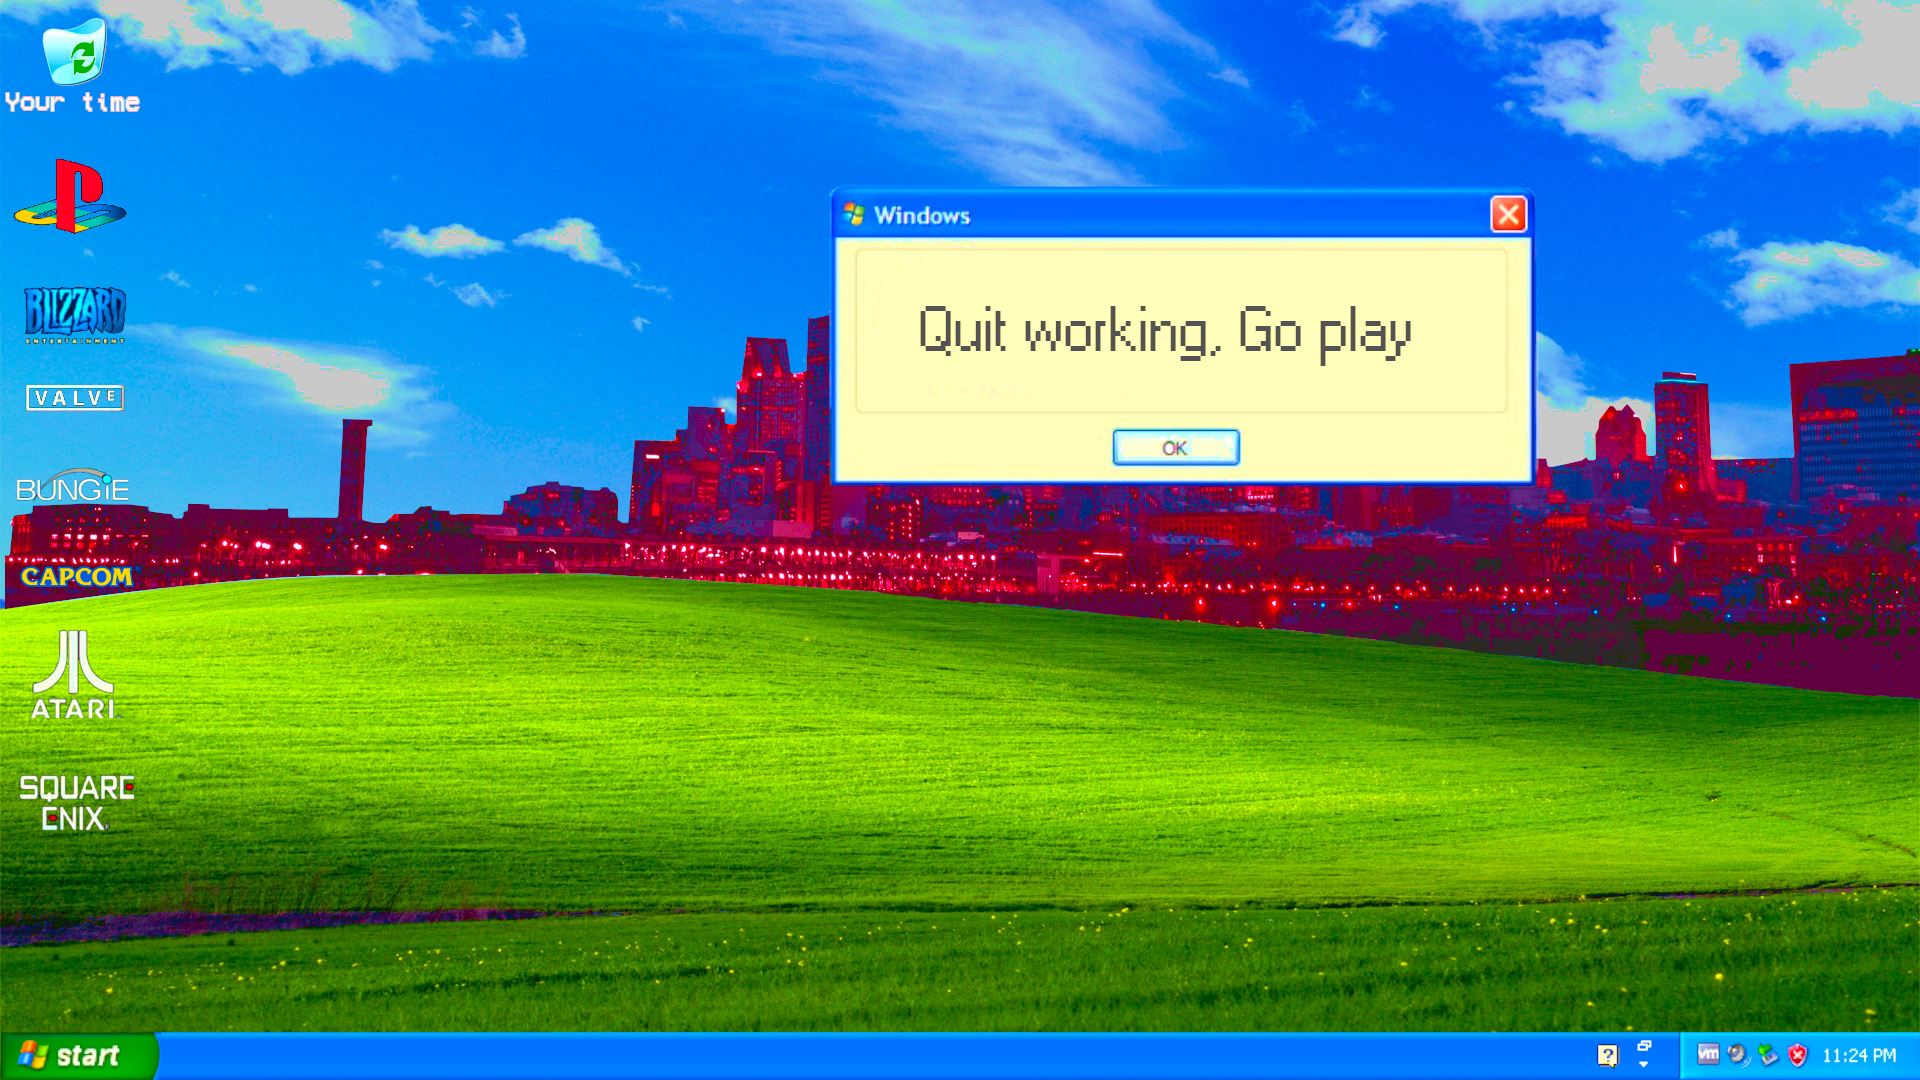 Your time
BLIZZARD
ENTERTAINMENT
VALVE
BUNGiE
CAPCOM
ATARI
SQUARE
ENIX
Windows
Quit working, Go play
OK
start
?
vm
11:24 PM